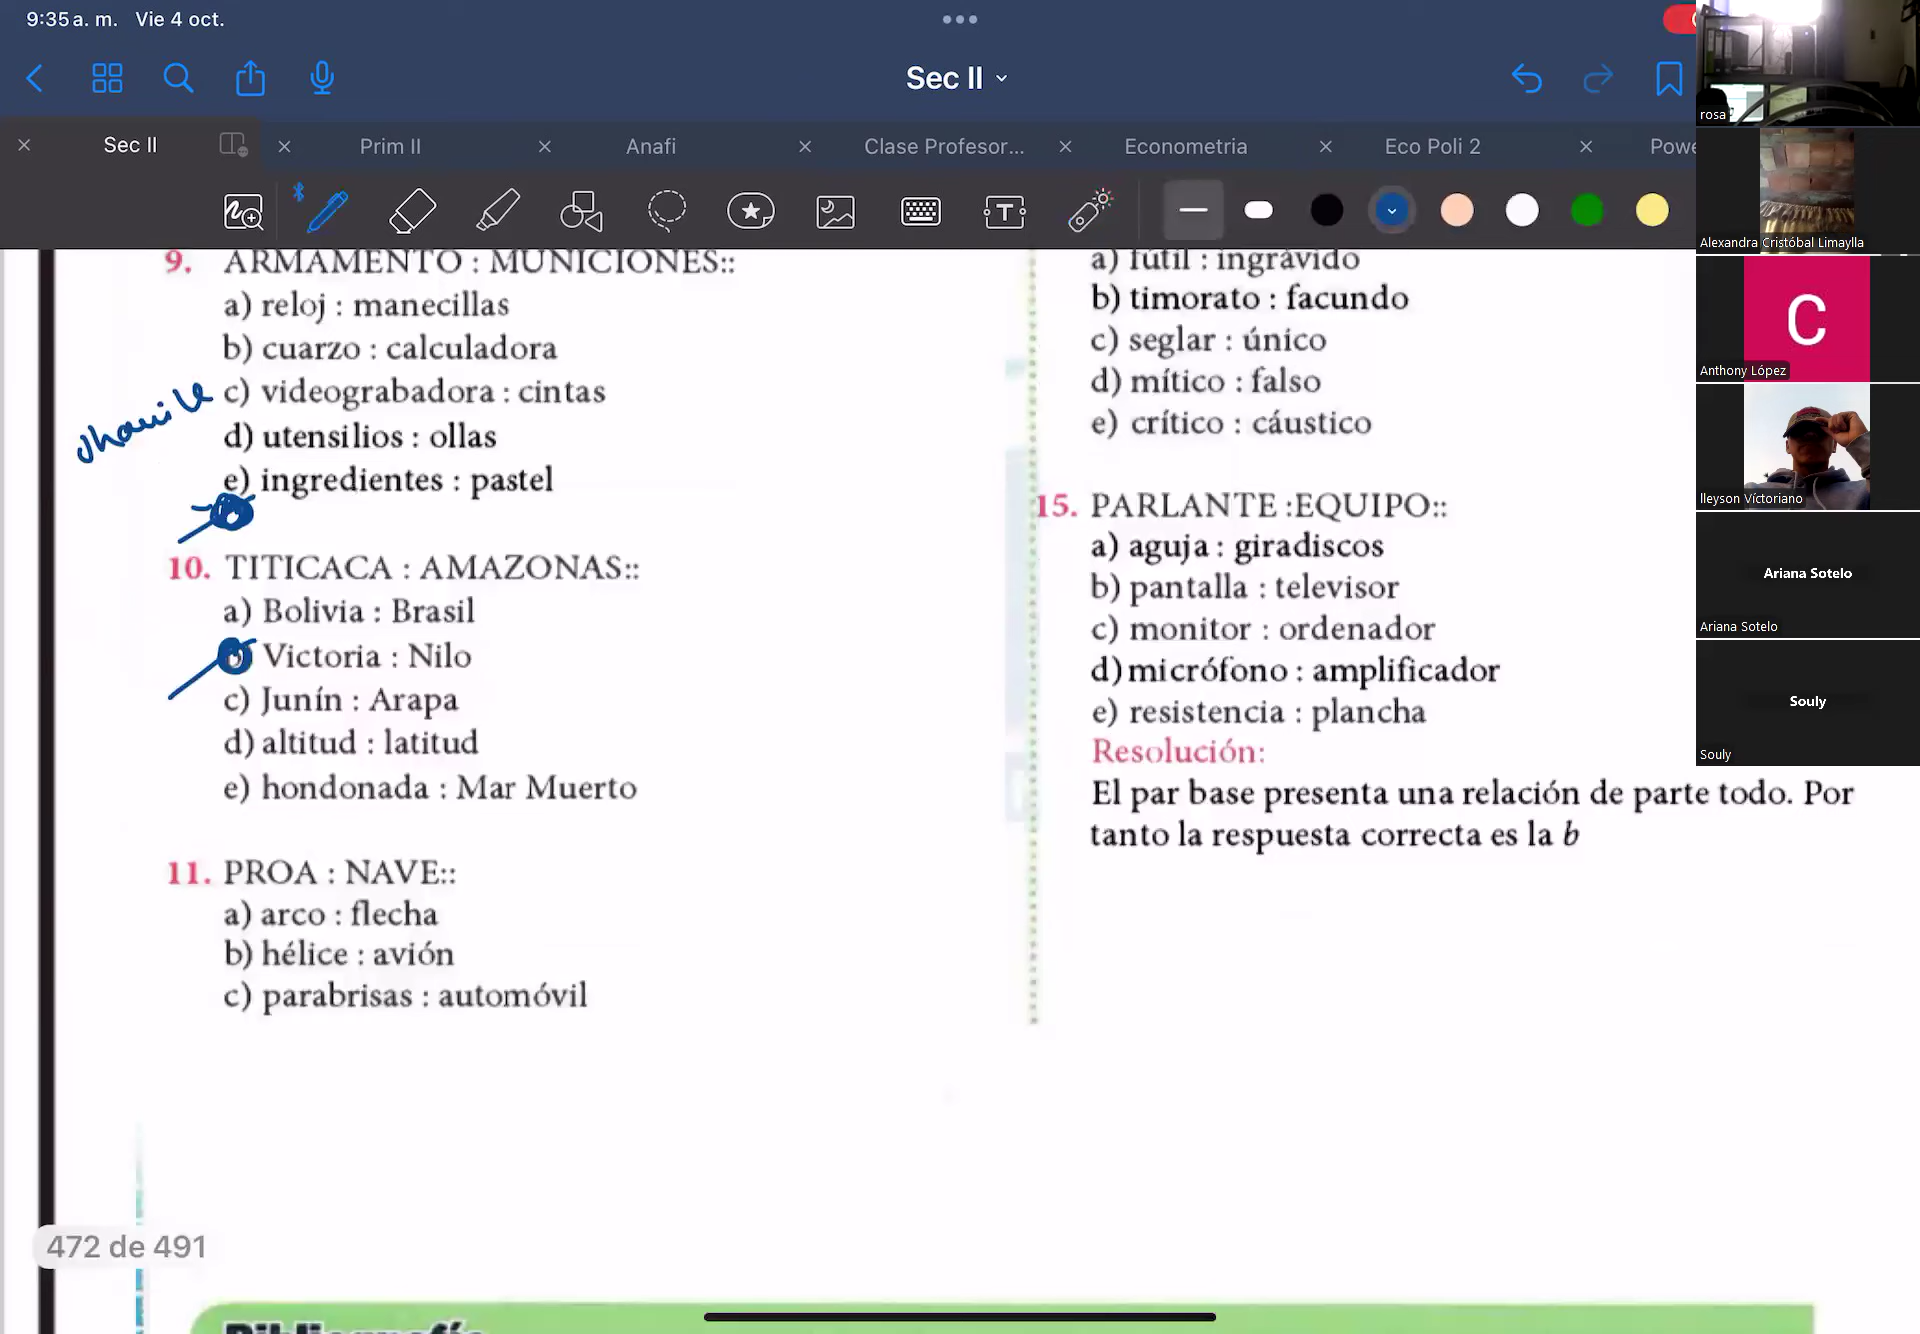 9:35 a. m. Vie 4 oct.
Sec II
Sec II
Prim II
Anafi
Clase Profesor...
Econometria
Eco Poli 2
9. ARMAMENTO : MUNICIONES::
a) reloj : manecillas
b) cuarzo : calculadora
c) videograbadora : cintas
d) utensilios : ollas
e) ingredientes : pastel
10. TITICACA : AMAZONAS::
a) Bolivia : Brasil
b) Victoria : Nilo
c) Junín : Arapa
d) altitud : latitud
e) hondonada : Mar Muerto
11. PROA : NAVE::
a) arco : flecha
b) hélice : avión
c) parabrisas : automóvil
a) fútil : ingrávido
b) timorato : facundo
c) seglar : único
d) mítico : falso
e) crítico : cáustico
15. PARLANTE :EQUIPO::
a) aguja : giradiscos
b) pantalla : televisor
c) monitor : ordenador
d) micrófono : amplificador
e) resistencia : plancha
Resolución:
El par base presenta una relación de parte todo. Por
tanto la respuesta correcta es la b
472 de 491
rosa
Alexandra Cristóbal Limaylla
C
Anthony López
lleyson Víctoriano
Ariana Sotelo
Ariana Sotelo
Souly
Souly